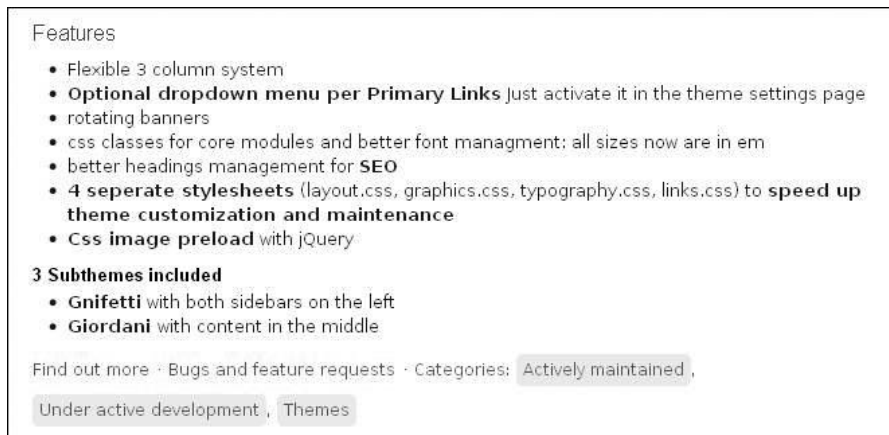 Features
• Flexible 3 column system
• Optional dropdown menu per Primary Links Just activate it in the theme settings page
• rotating banners
• css classes for core modules and better font managment: all sizes now are in em
• better headings management for SEO
• 4 seperate stylesheets (layout.css, graphics.css, typography.css, links.css) to speed up
theme customization and maintenance
• Css image preload with jQuery
3 Subthemes included
• Gnifetti with both sidebars on the left
• Giordani with content in the middle
Find out more · Bugs and feature requests · Categories: Actively maintained,
Under active development, Themes